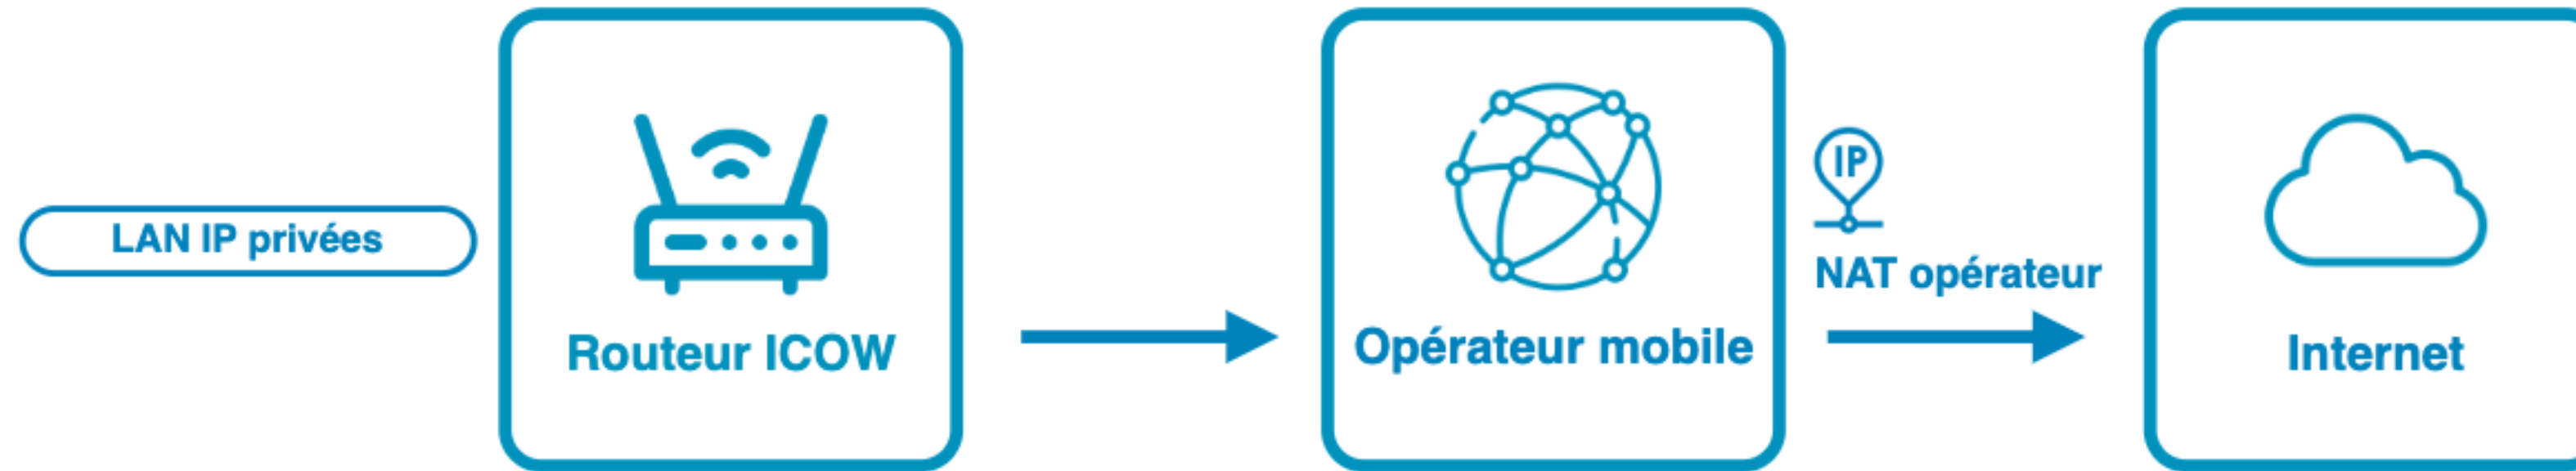 LAN IP privées
Routeur ICOW
Opérateur mobile
IP
NAT opérateur
Internet